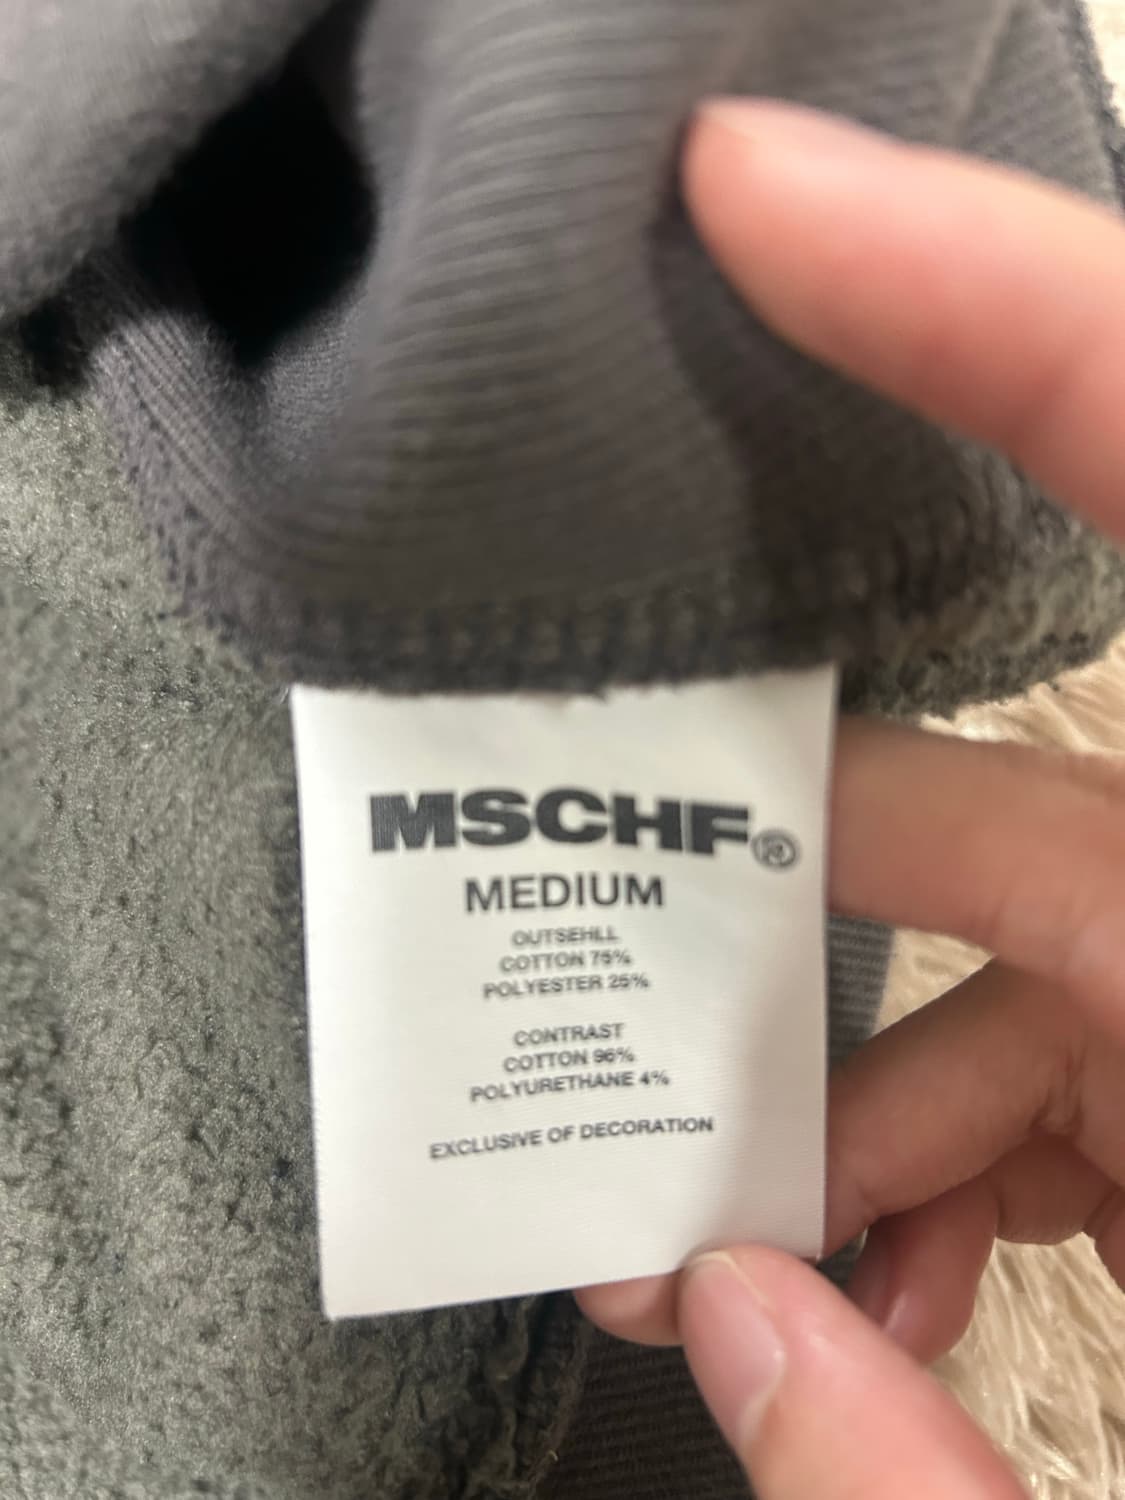 MSCHF®
MEDIUM
OUTSEHLL
COTTON 75%
POLYESTER 25%
CONTRAST
COTTON 96%
POLYURETHANE 4%
EXCLUSIVE OF DECORATION